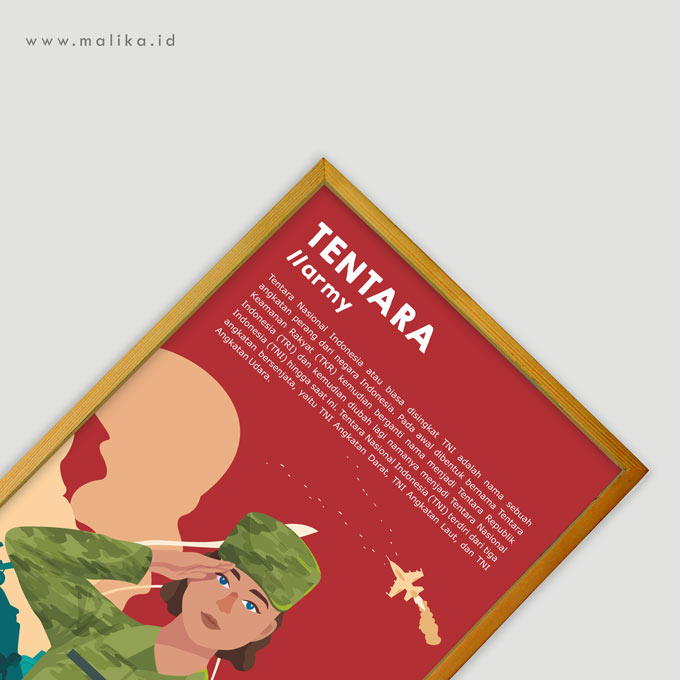 www.malika.id
TENTARA
//army
Tentara Nasional Indonesia atau biasa disingkat TNI adalah nama sebuah
angkatan perang dari negara Indonesia. Pada awal dibentuk bernama Tentara
Keamanan Rakyat (TKR) kemudian berganti nama menjadi Tentara Republik
Indonesia (TRI) dan kemudian diubah lagi namanya menjadi Tentara Nasional
Indonesia (TNI) hingga saat ini. Tentara Nasional Indonesia (TNI) terdiri dari tiga
angkatan bersenjata, yaitu TNI Angkatan Darat, TNI Angkatan Laut, dan TNI
Angkatan Udara.